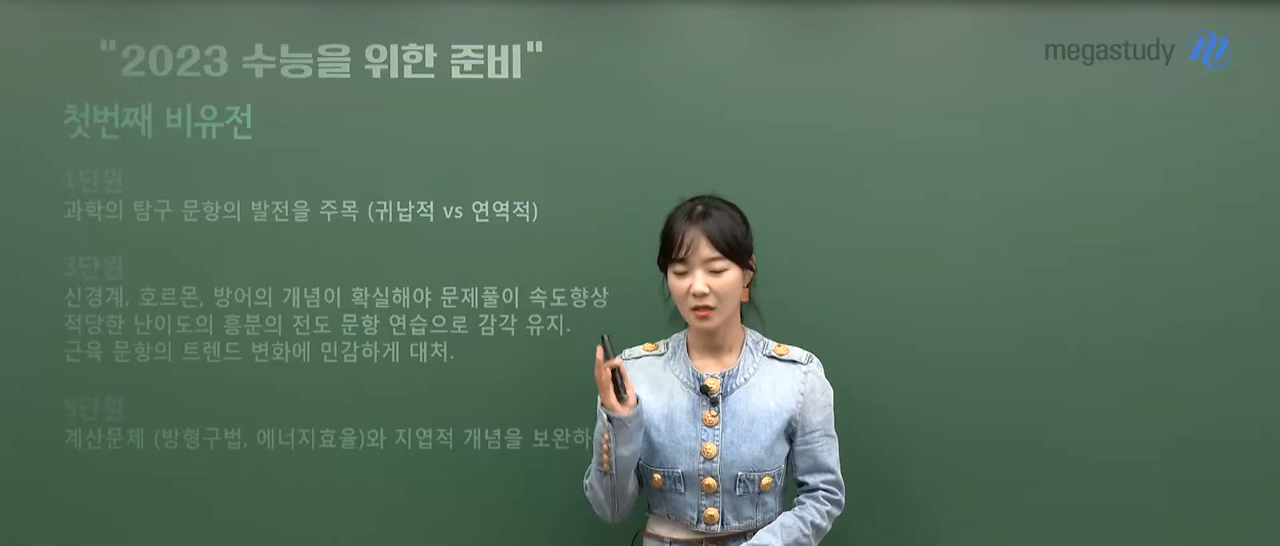 "2023 수능을 위한 준비"
megastudy
첫번째 비유전
1단원
과학의 탐구 문항의 발전을 주목 (귀납적 vs 연역적)
3단원
신경계, 호르몬, 방어의 개념이 확실해야 문제풀이 속도향상
적당한 난이도의 흥분의 전도 문항 연습으로 감각 유지.
근육 문항의 트렌드 변화에 민감하게 대처.
5단원
계산문제 (방형구법, 에너지효율)와 지엽적 개념을 보완하